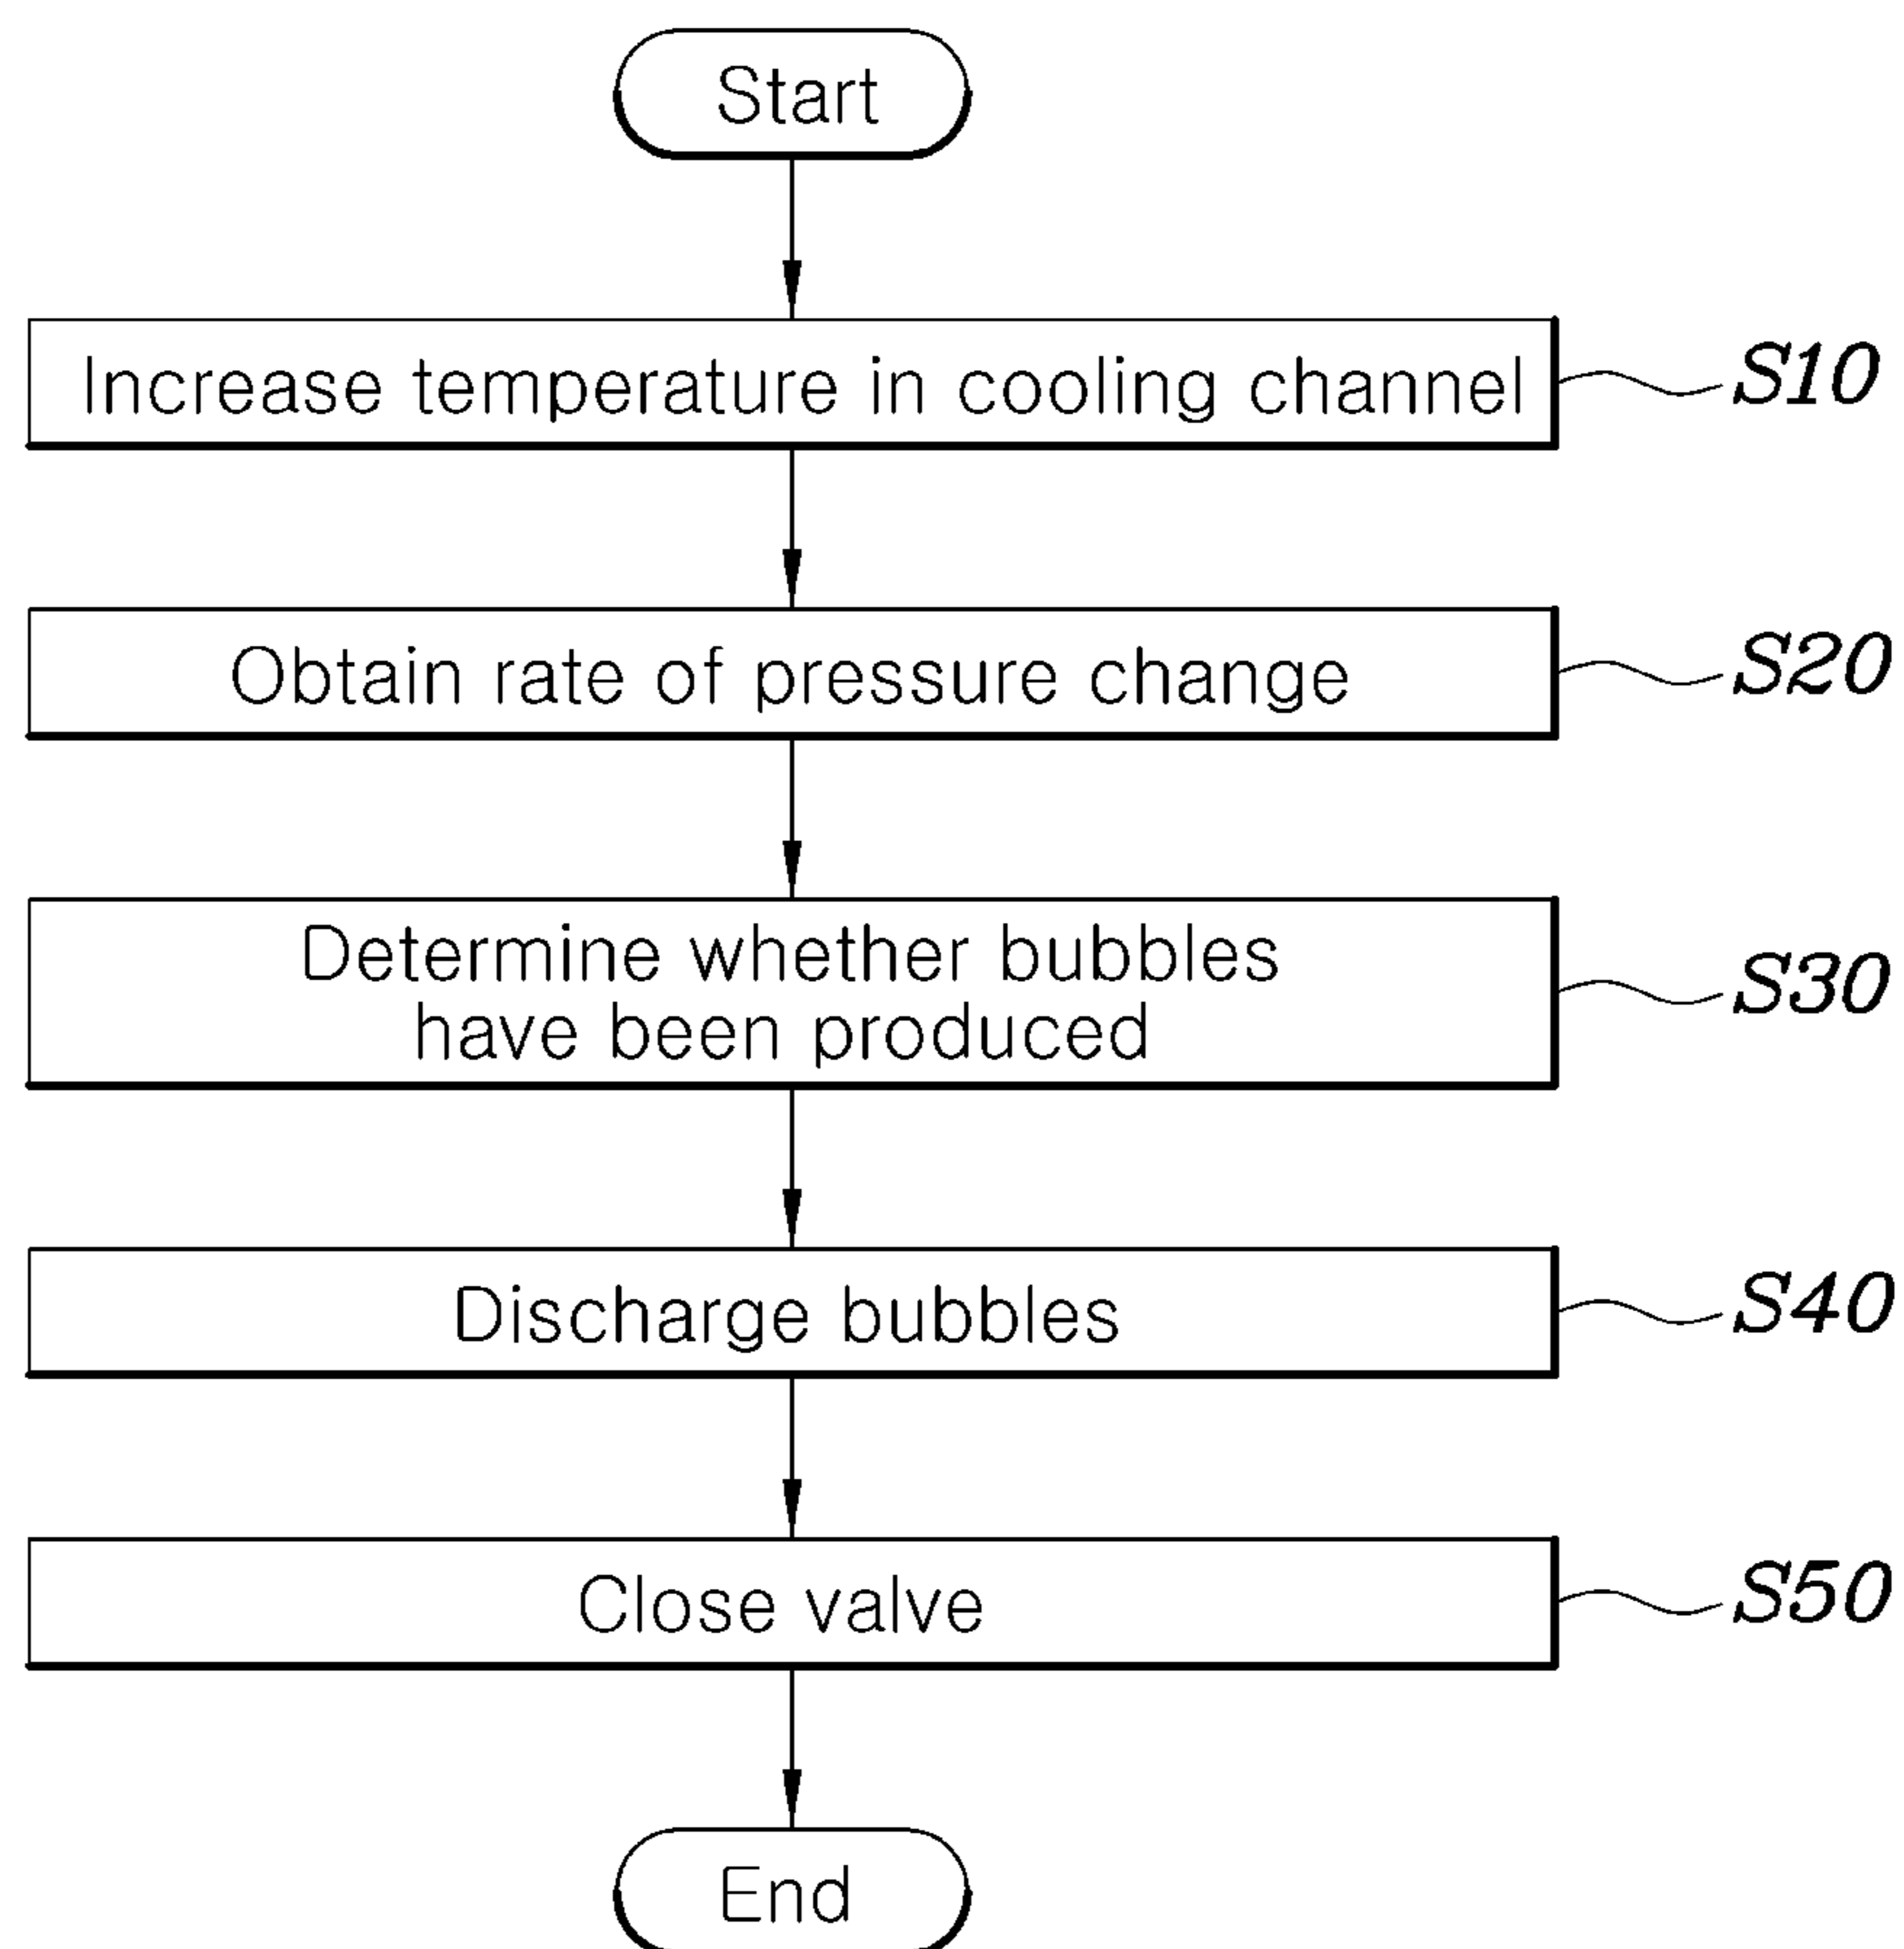 Start
Increase temperature in cooling channel
S10
Obtain rate of pressure change
S20
Determine whether bubbles
have been produced
S30
Discharge bubbles
S40
Close valve
S50
End